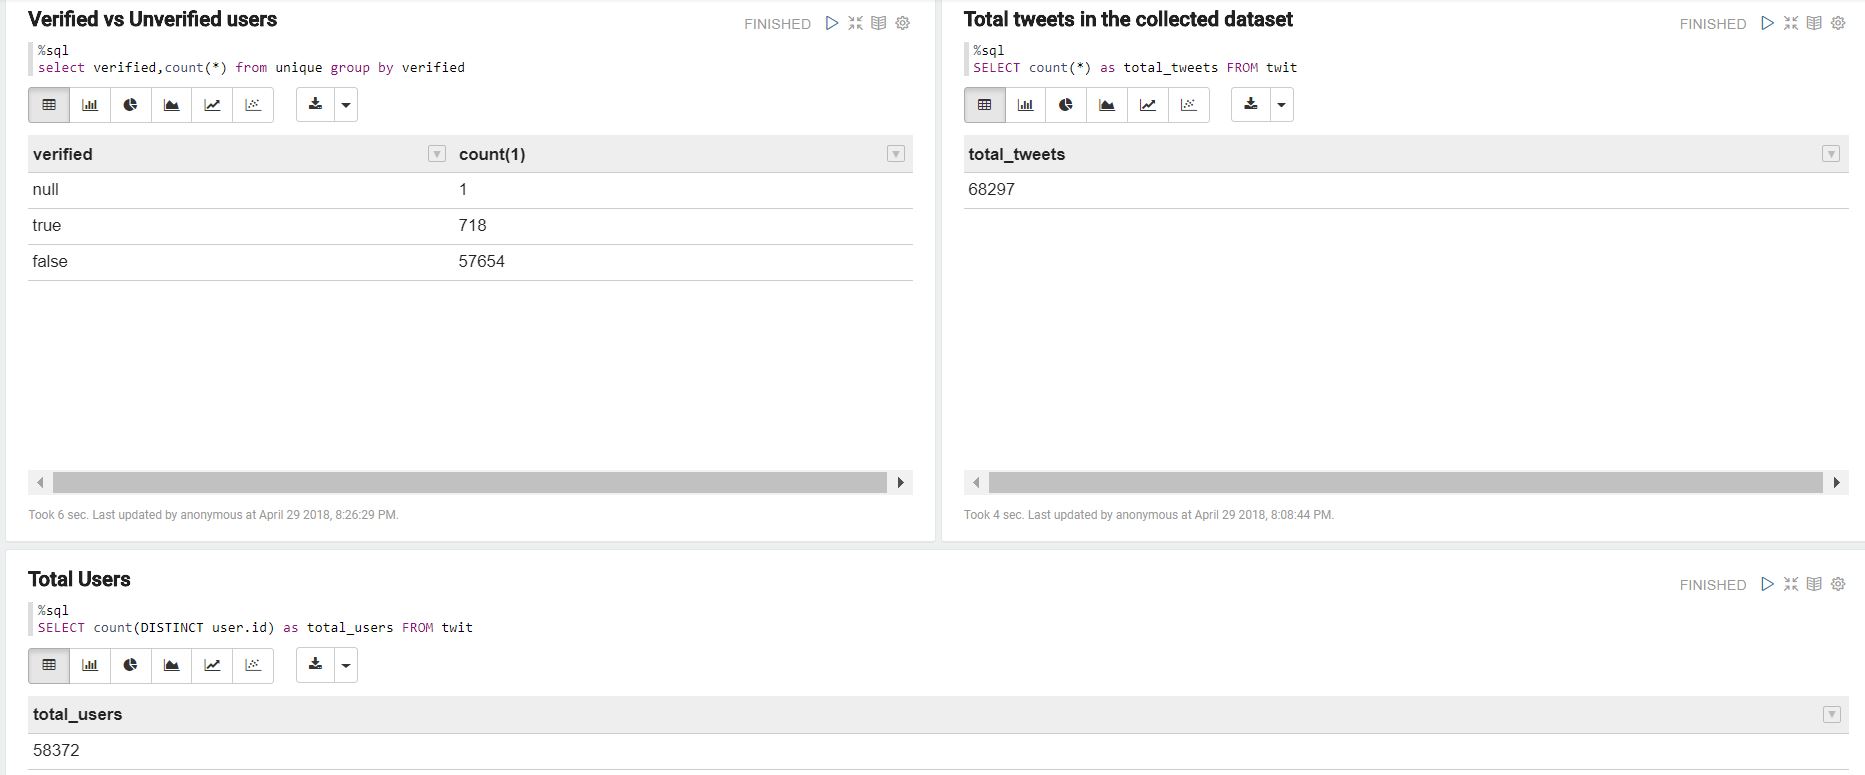 Verified vs Unverified users
FINISHED
%sql
select verified,count(*) from unique group by verified
verified count(1)
null 1
true 718
false 57654
Took 6 sec. Last updated by anonymous at April 29 2018, 8:26:29 PM.
Total tweets in the collected dataset
FINISHED
%sql
SELECT count(*) as total_tweets FROM twit
total_tweets
68297
Took 4 sec. Last updated by anonymous at April 29 2018, 8:08:44 PM.
Total Users
FINISHED
%sql
SELECT count(DISTINCT user.id) as total_users FROM twit
total_users
58372